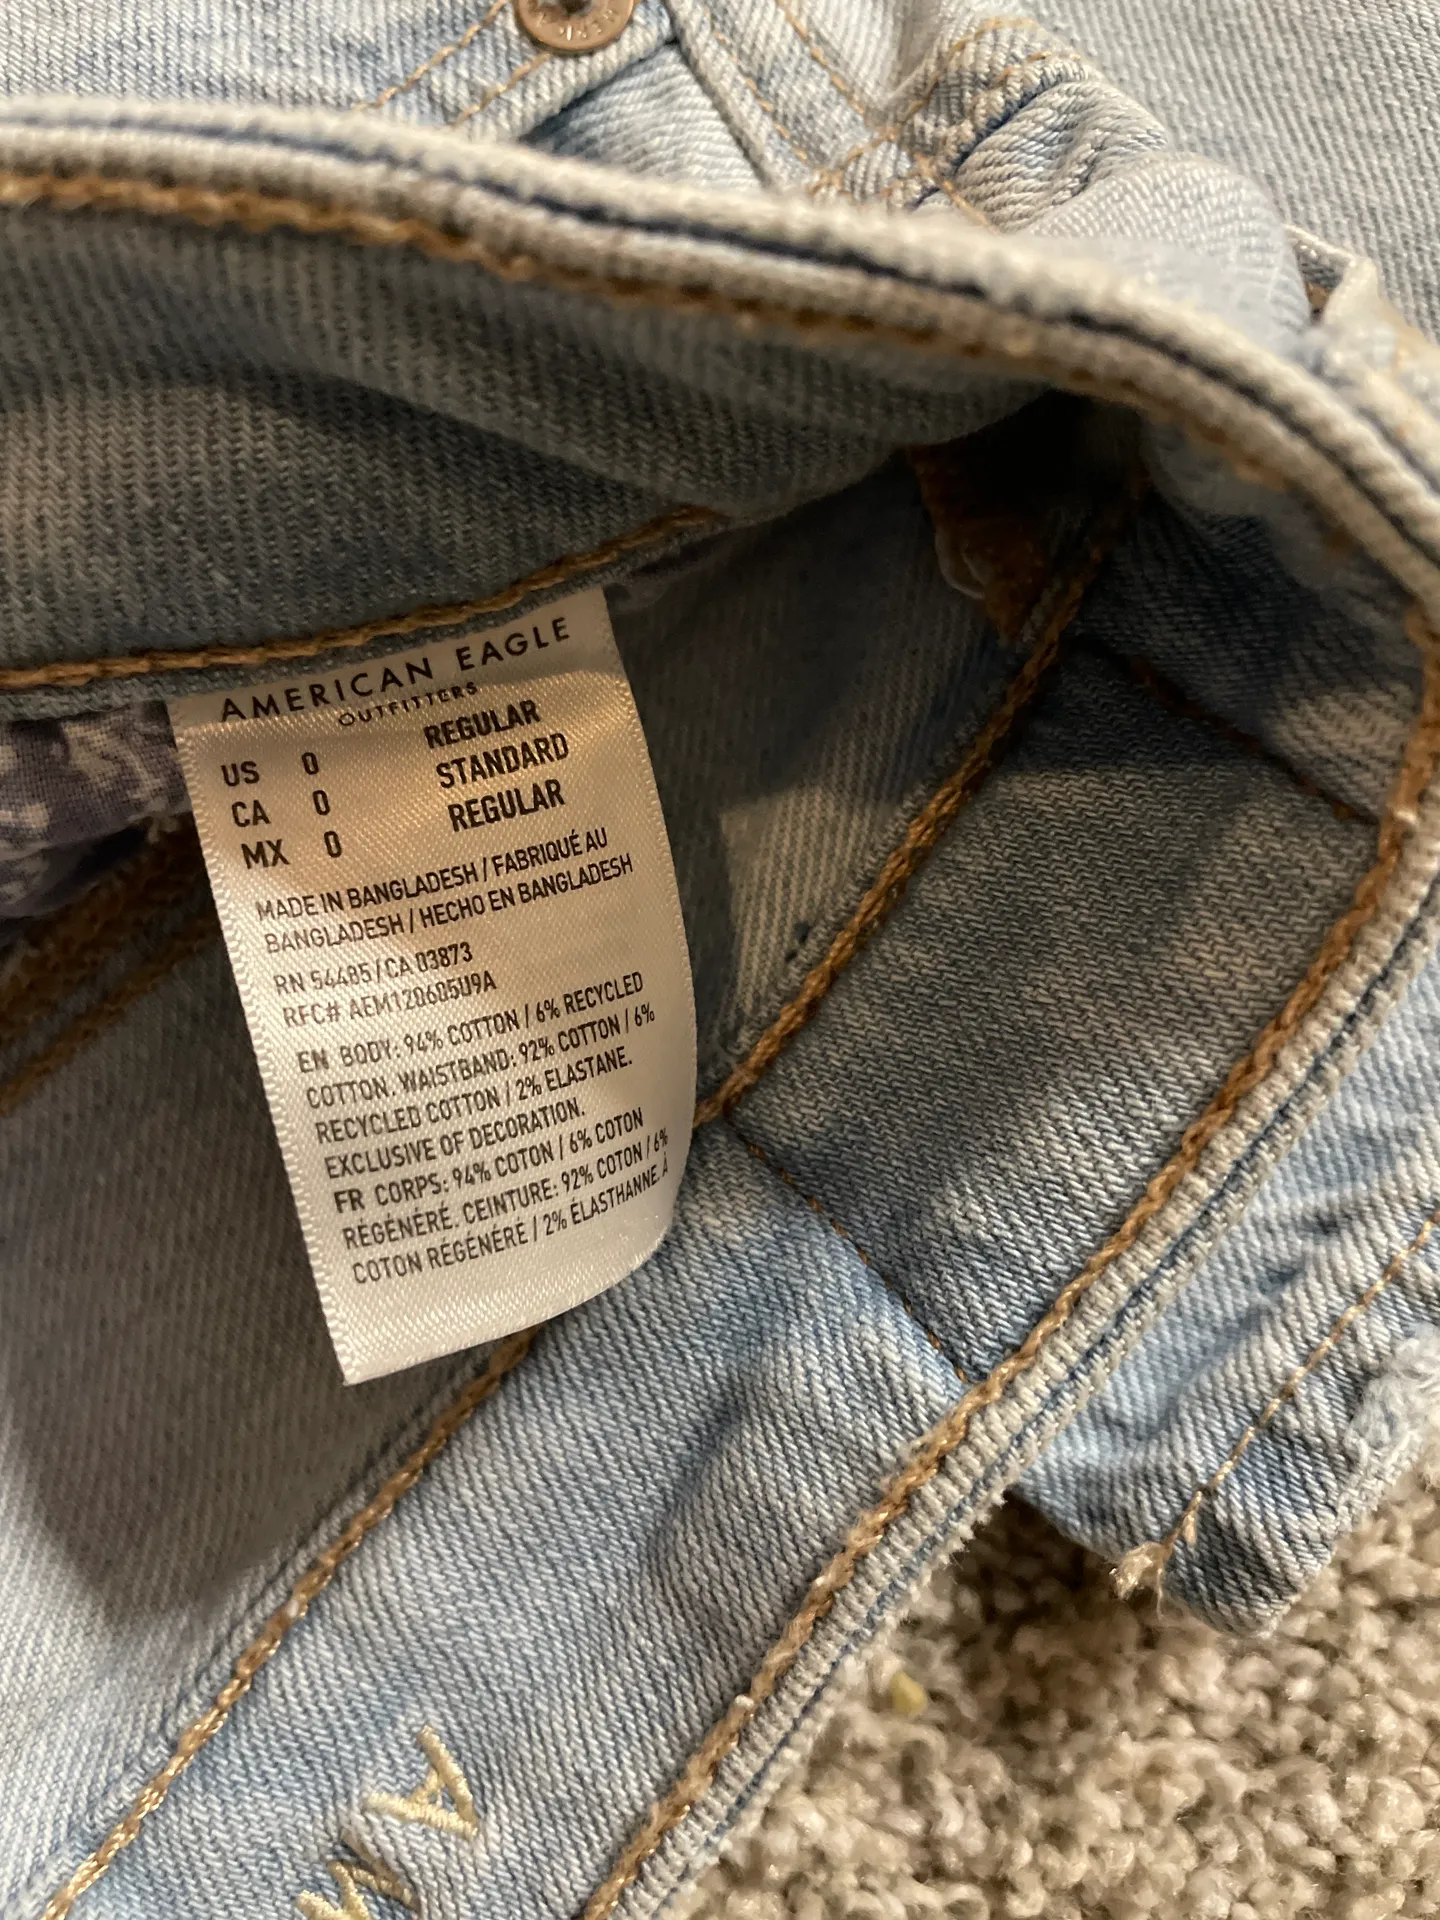 AMERICAN EAGLE
OUTFITTERS
US 0 REGULAR
CA 0 STANDARD
MX 0 REGULAR
MADE IN BANGLADESH / FABRIQUÉ AU
BANGLADESH / HECHO EN BANGLADESH
RN 54485 / CA 03873
RFC# AEM120605U9A
EN BODY: 94% COTTON / 6% RECYCLED
COTTON. WAISTBAND: 92% COTTON / 6%
RECYCLED COTTON / 2% ELASTANE.
EXCLUSIVE OF DECORATION.
FR CORPS: 94% COTON / 6% COTON
RÉGÉNÉRÉ. CEINTURE: 92% COTON / 6%
COTON RÉGÉNÉRÉ / 2% ÉLASTHANNE. À
AM